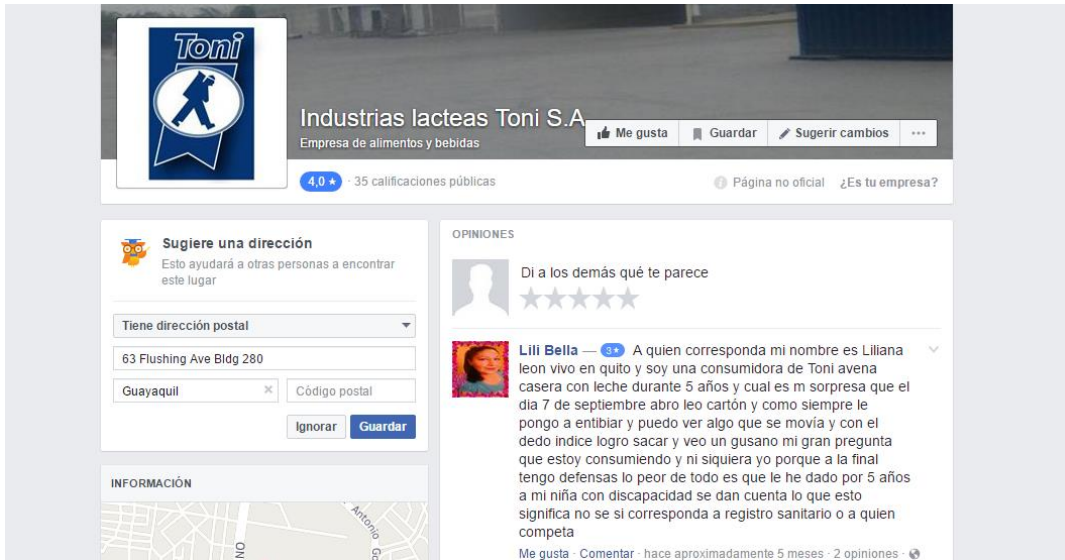 Toni
Industrias lacteas Toni S.A
Empresa de alimentos y bebidas
Me gusta
Guardar
Sugerir cambios
4,0 ★ · 35 calificaciones públicas
Página no oficial
¿Es tu empresa?
Sugiere una dirección
Esto ayudará a otras personas a encontrar
este lugar
Tiene dirección postal
63 Flushing Ave Bldg 280
Guayaquil
Código postal
Ignorar
Guardar
INFORMACIÓN
Antonio
NO
OPINIONES
Di a los demás qué te parece
Lili Bella — 3★ A quien corresponda mi nombre es Liliana
leon vivo en quito y soy una consumidora de Toni avena
casera con leche durante 5 años y cual es m sorpresa que el
dia 7 de septiembre abro leo cartón y como siempre le
pongo a entibiar y puedo ver algo que se movía y con el
dedo indice logro sacar y veo un gusano mi gran pregunta
que estoy consumiendo y ni siquiera yo porque a la final
tengo defensas lo peor de todo es que le he dado por 5 años
a mi niña con discapacidad se dan cuenta lo que esto
significa no se si corresponda a registro sanitario o a quien
competa
Me gusta · Comentar · hace aproximadamente 5 meses · 2 opiniones ·